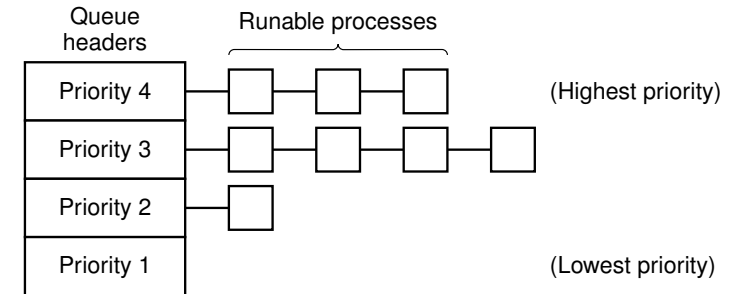 Queue
headers
Runable processes
Priority 4
(Highest priority)
Priority 3
Priority 2
Priority 1
(Lowest priority)